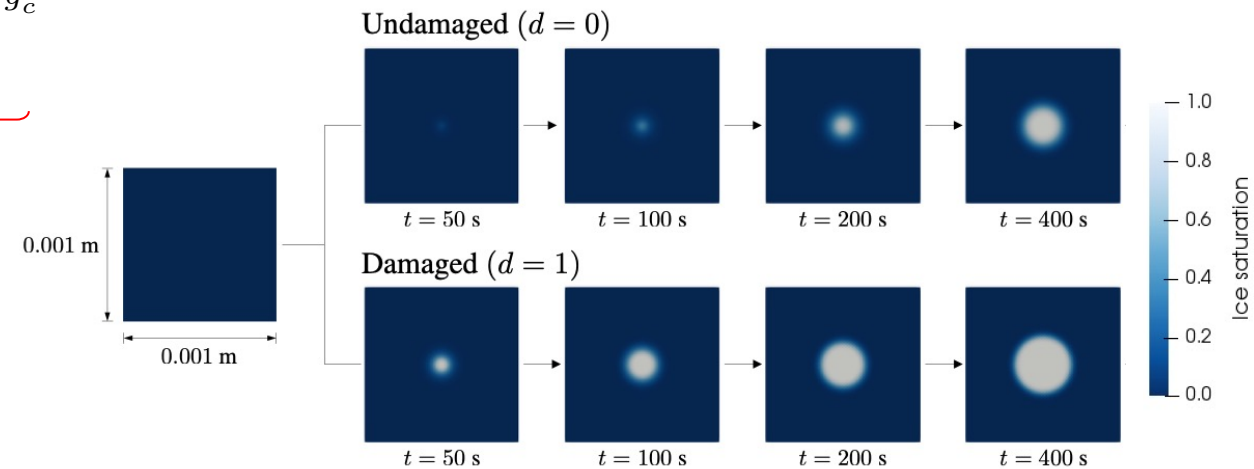 g_c
Undamaged (d = 0)
t = 50 s
t = 100 s
t = 200 s
t = 400 s
0.001 m
0.001 m
Damaged (d = 1)
t = 50 s
t = 100 s
t = 200 s
t = 400 s
1.0
0.8
0.6
0.4
0.2
0.0
Ice saturation